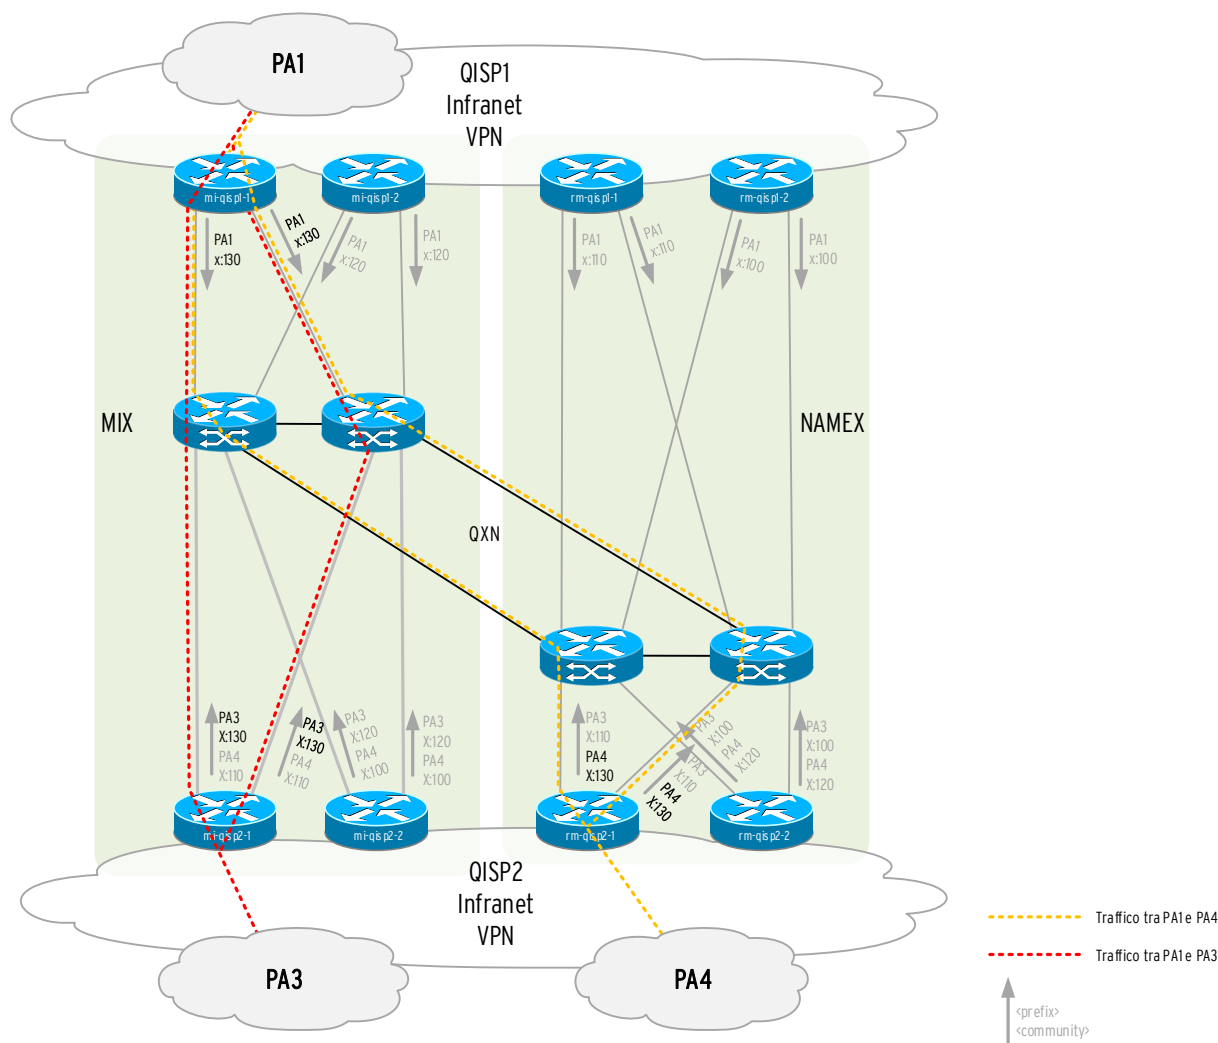 PA1
QISP1
Infranet
VPN
mi-qisp1-1
mi-qisp1-2
rm-qisp1-1
rm-qisp1-2
PA1
x:130
PA1
x:130
PA1
x:120
PA1
x:120
PA1
x:110
PA1
x:110
PA1
x:100
PA1
x:100
MIX
NAMEX
QXN
PA3
X:130
PA4
X:110
PA3
X:130
PA4
X:110
PA3
X:120
PA4
X:100
PA3
X:120
PA4
X:100
PA3
X:110
PA4
X:130
PA3
X:110
PA4
X:130
PA3
X:100
PA4
X:120
PA3
X:100
PA4
X:120
mi-qisp2-1
mi-qisp2-2
rm-qisp2-1
rm-qisp2-2
QISP2
Infranet
VPN
PA3
PA4
Traffico tra PA1 e PA4
Traffico tra PA1 e PA3
<prefix>
<community>